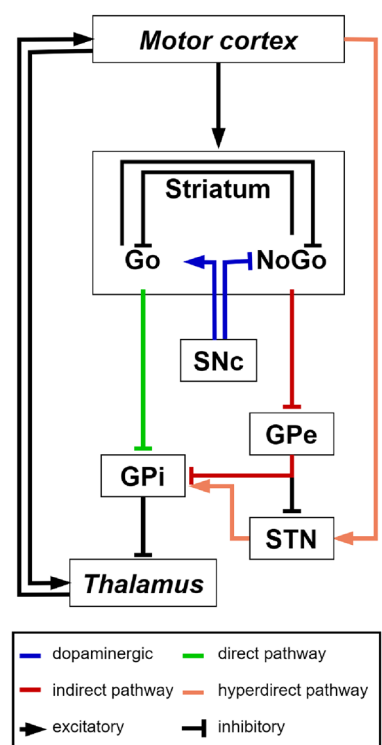 Motor cortex
Striatum
Go NoGo
SNc
GPe
GPi
STN
Thalamus
dopaminergic direct pathway
indirect pathway hyperdirect pathway
excitatory inhibitory